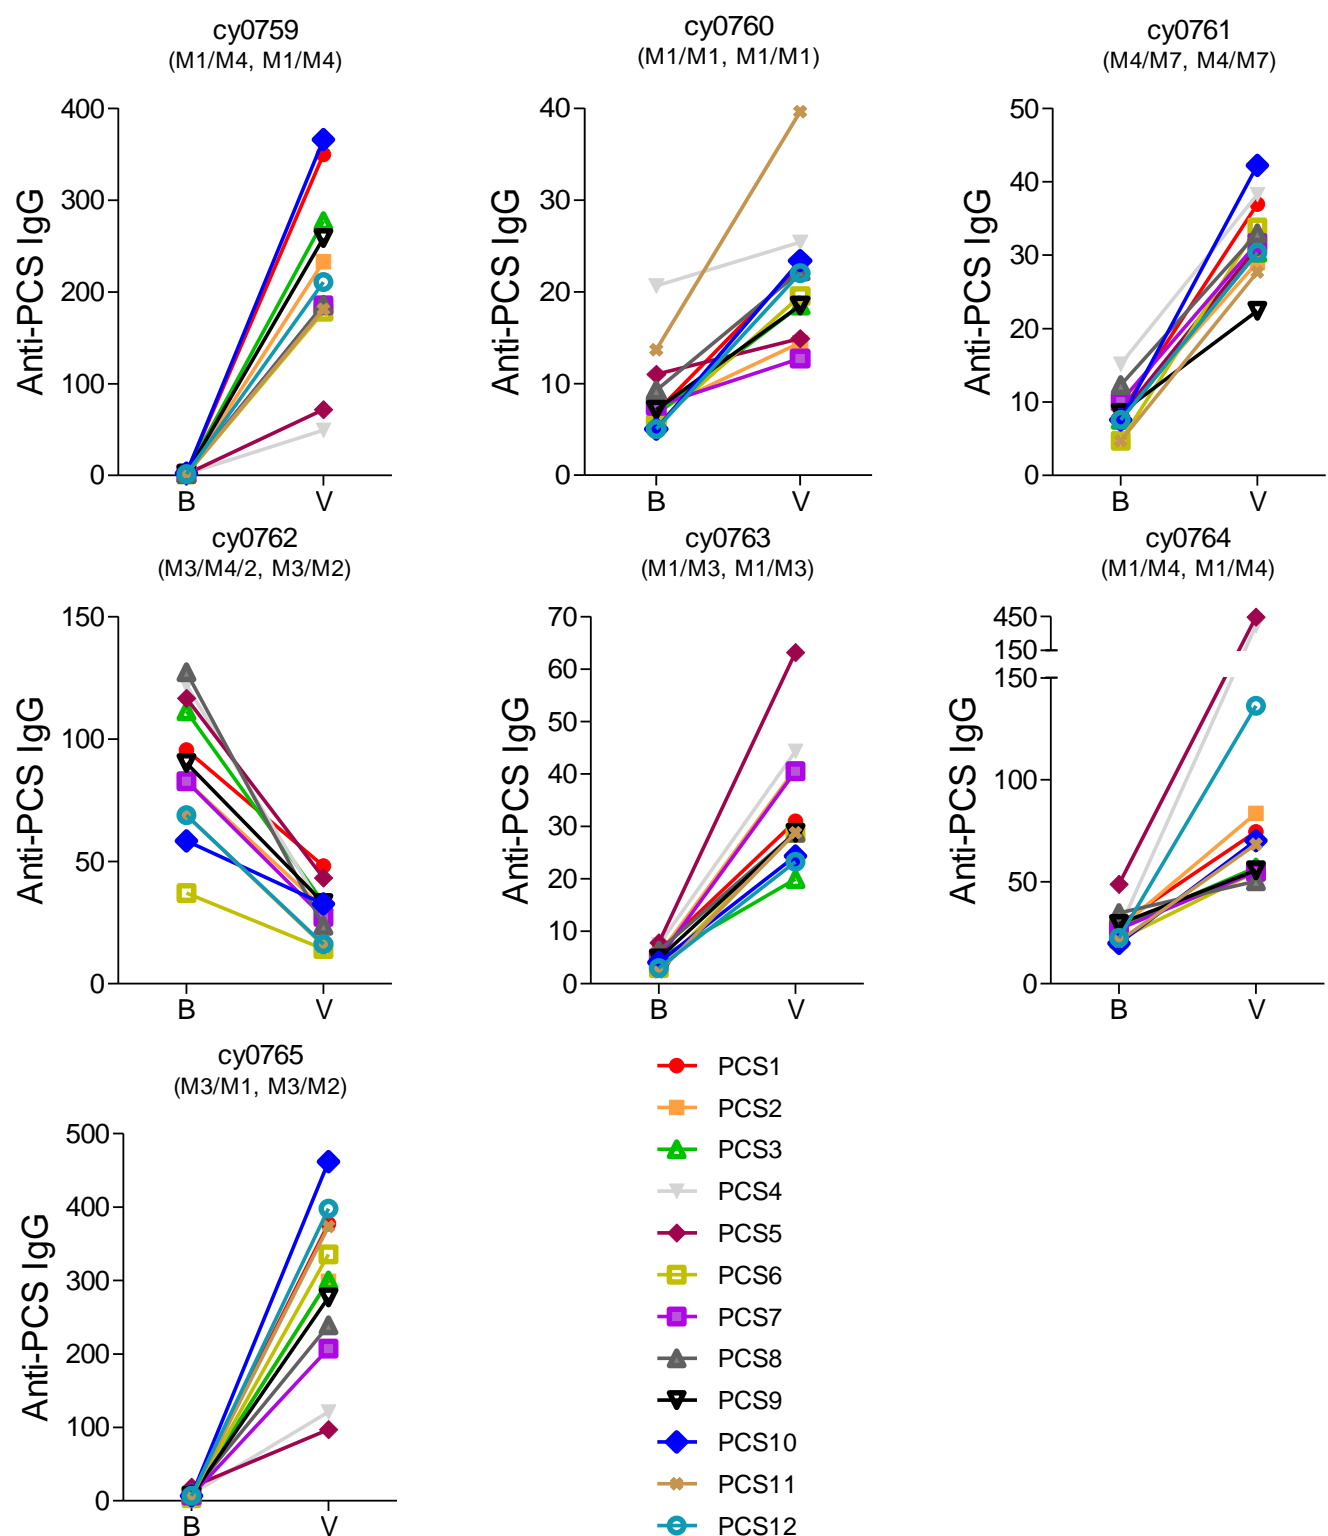 cy0759
(M1/M4, M1/M4)
Anti-PCS IgG
400
300
200
100
0
B V
cy0760
(M1/M1, M1/M1)
Anti-PCS IgG
40
30
20
10
0
B V
cy0761
(M4/M7, M4/M7)
Anti-PCS IgG
50
40
30
20
10
0
B V
cy0762
(M3/M4/2, M3/M2)
Anti-PCS IgG
150
100
50
0
B V
cy0763
(M1/M3, M1/M3)
Anti-PCS IgG
70
60
50
40
30
20
10
0
B V
cy0764
(M1/M4, M1/M4)
Anti-PCS IgG
450
150
150
100
50
0
B V
cy0765
(M3/M1, M3/M2)
Anti-PCS IgG
500
400
300
200
100
0
B V
PCS1
PCS2
PCS3
PCS4
PCS5
PCS6
PCS7
PCS8
PCS9
PCS10
PCS11
PCS12